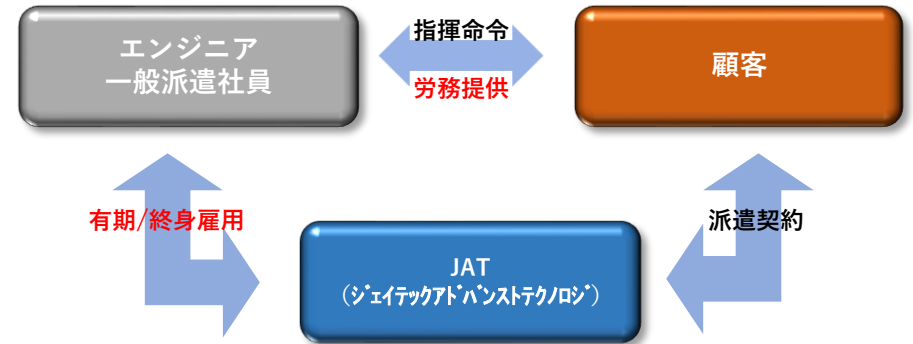 エンジニア
一般派遣社員
指揮命令
労務提供
顧客
有期/終身雇用
派遣契約
JAT
(ｼﾞｪｲﾃｯｸｱﾄﾞﾊﾞﾝｽﾄﾃｸﾉﾛｼﾞ)